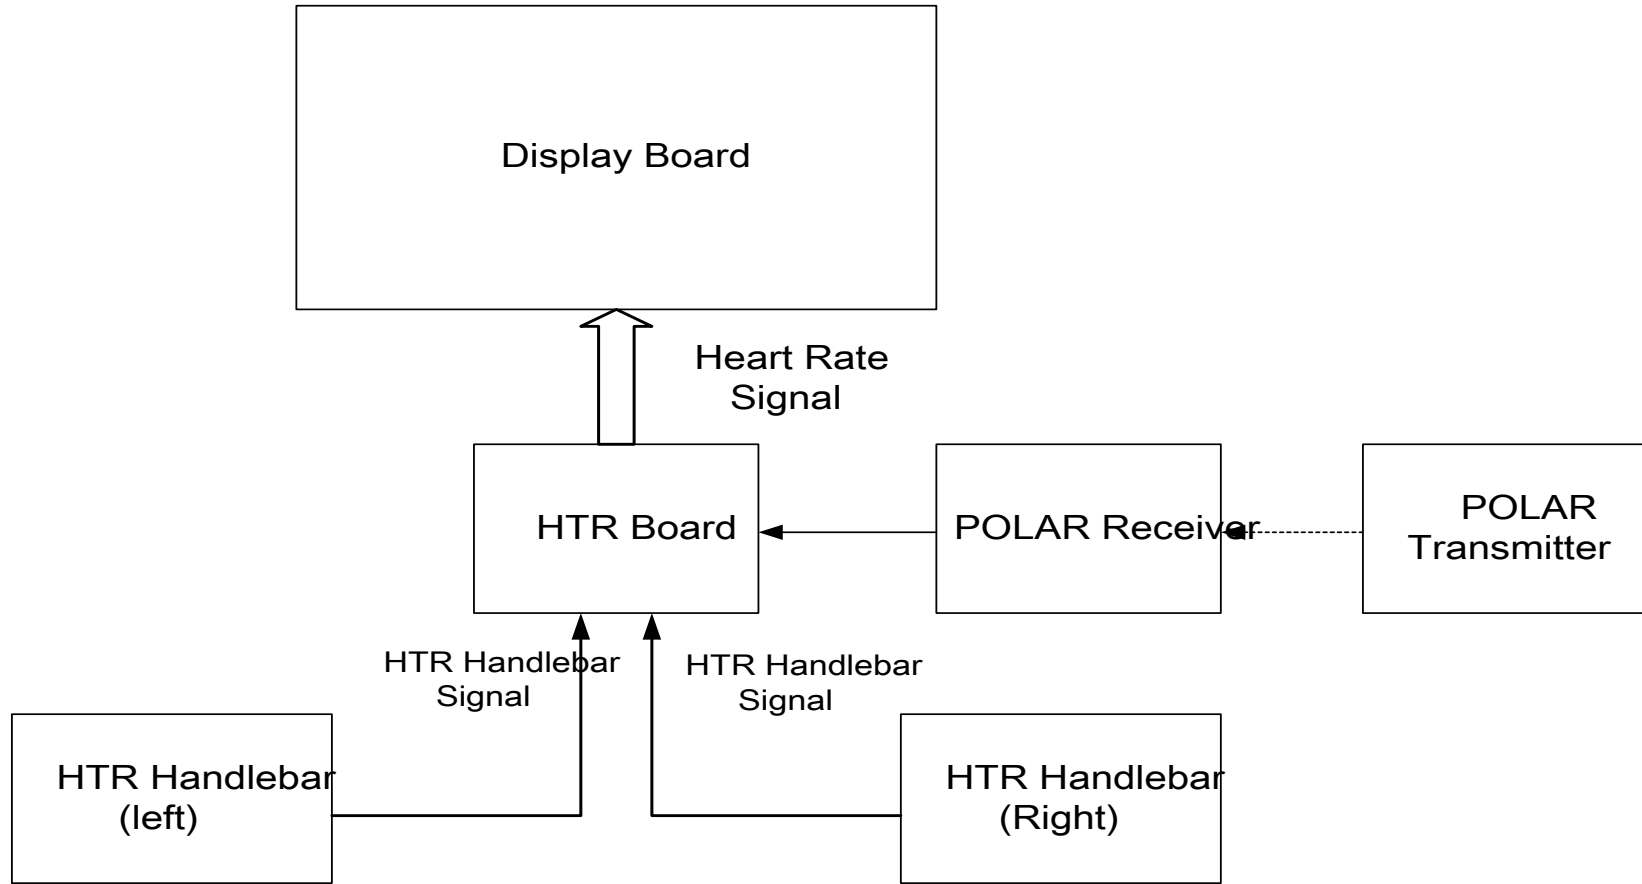 Display Board
Heart Rate
Signal
HTR Board
POLAR Receiver
POLAR
Transmitter
HTR Handlebar
Signal
HTR Handlebar
Signal
HTR Handlebar
(left)
HTR Handlebar
(Right)